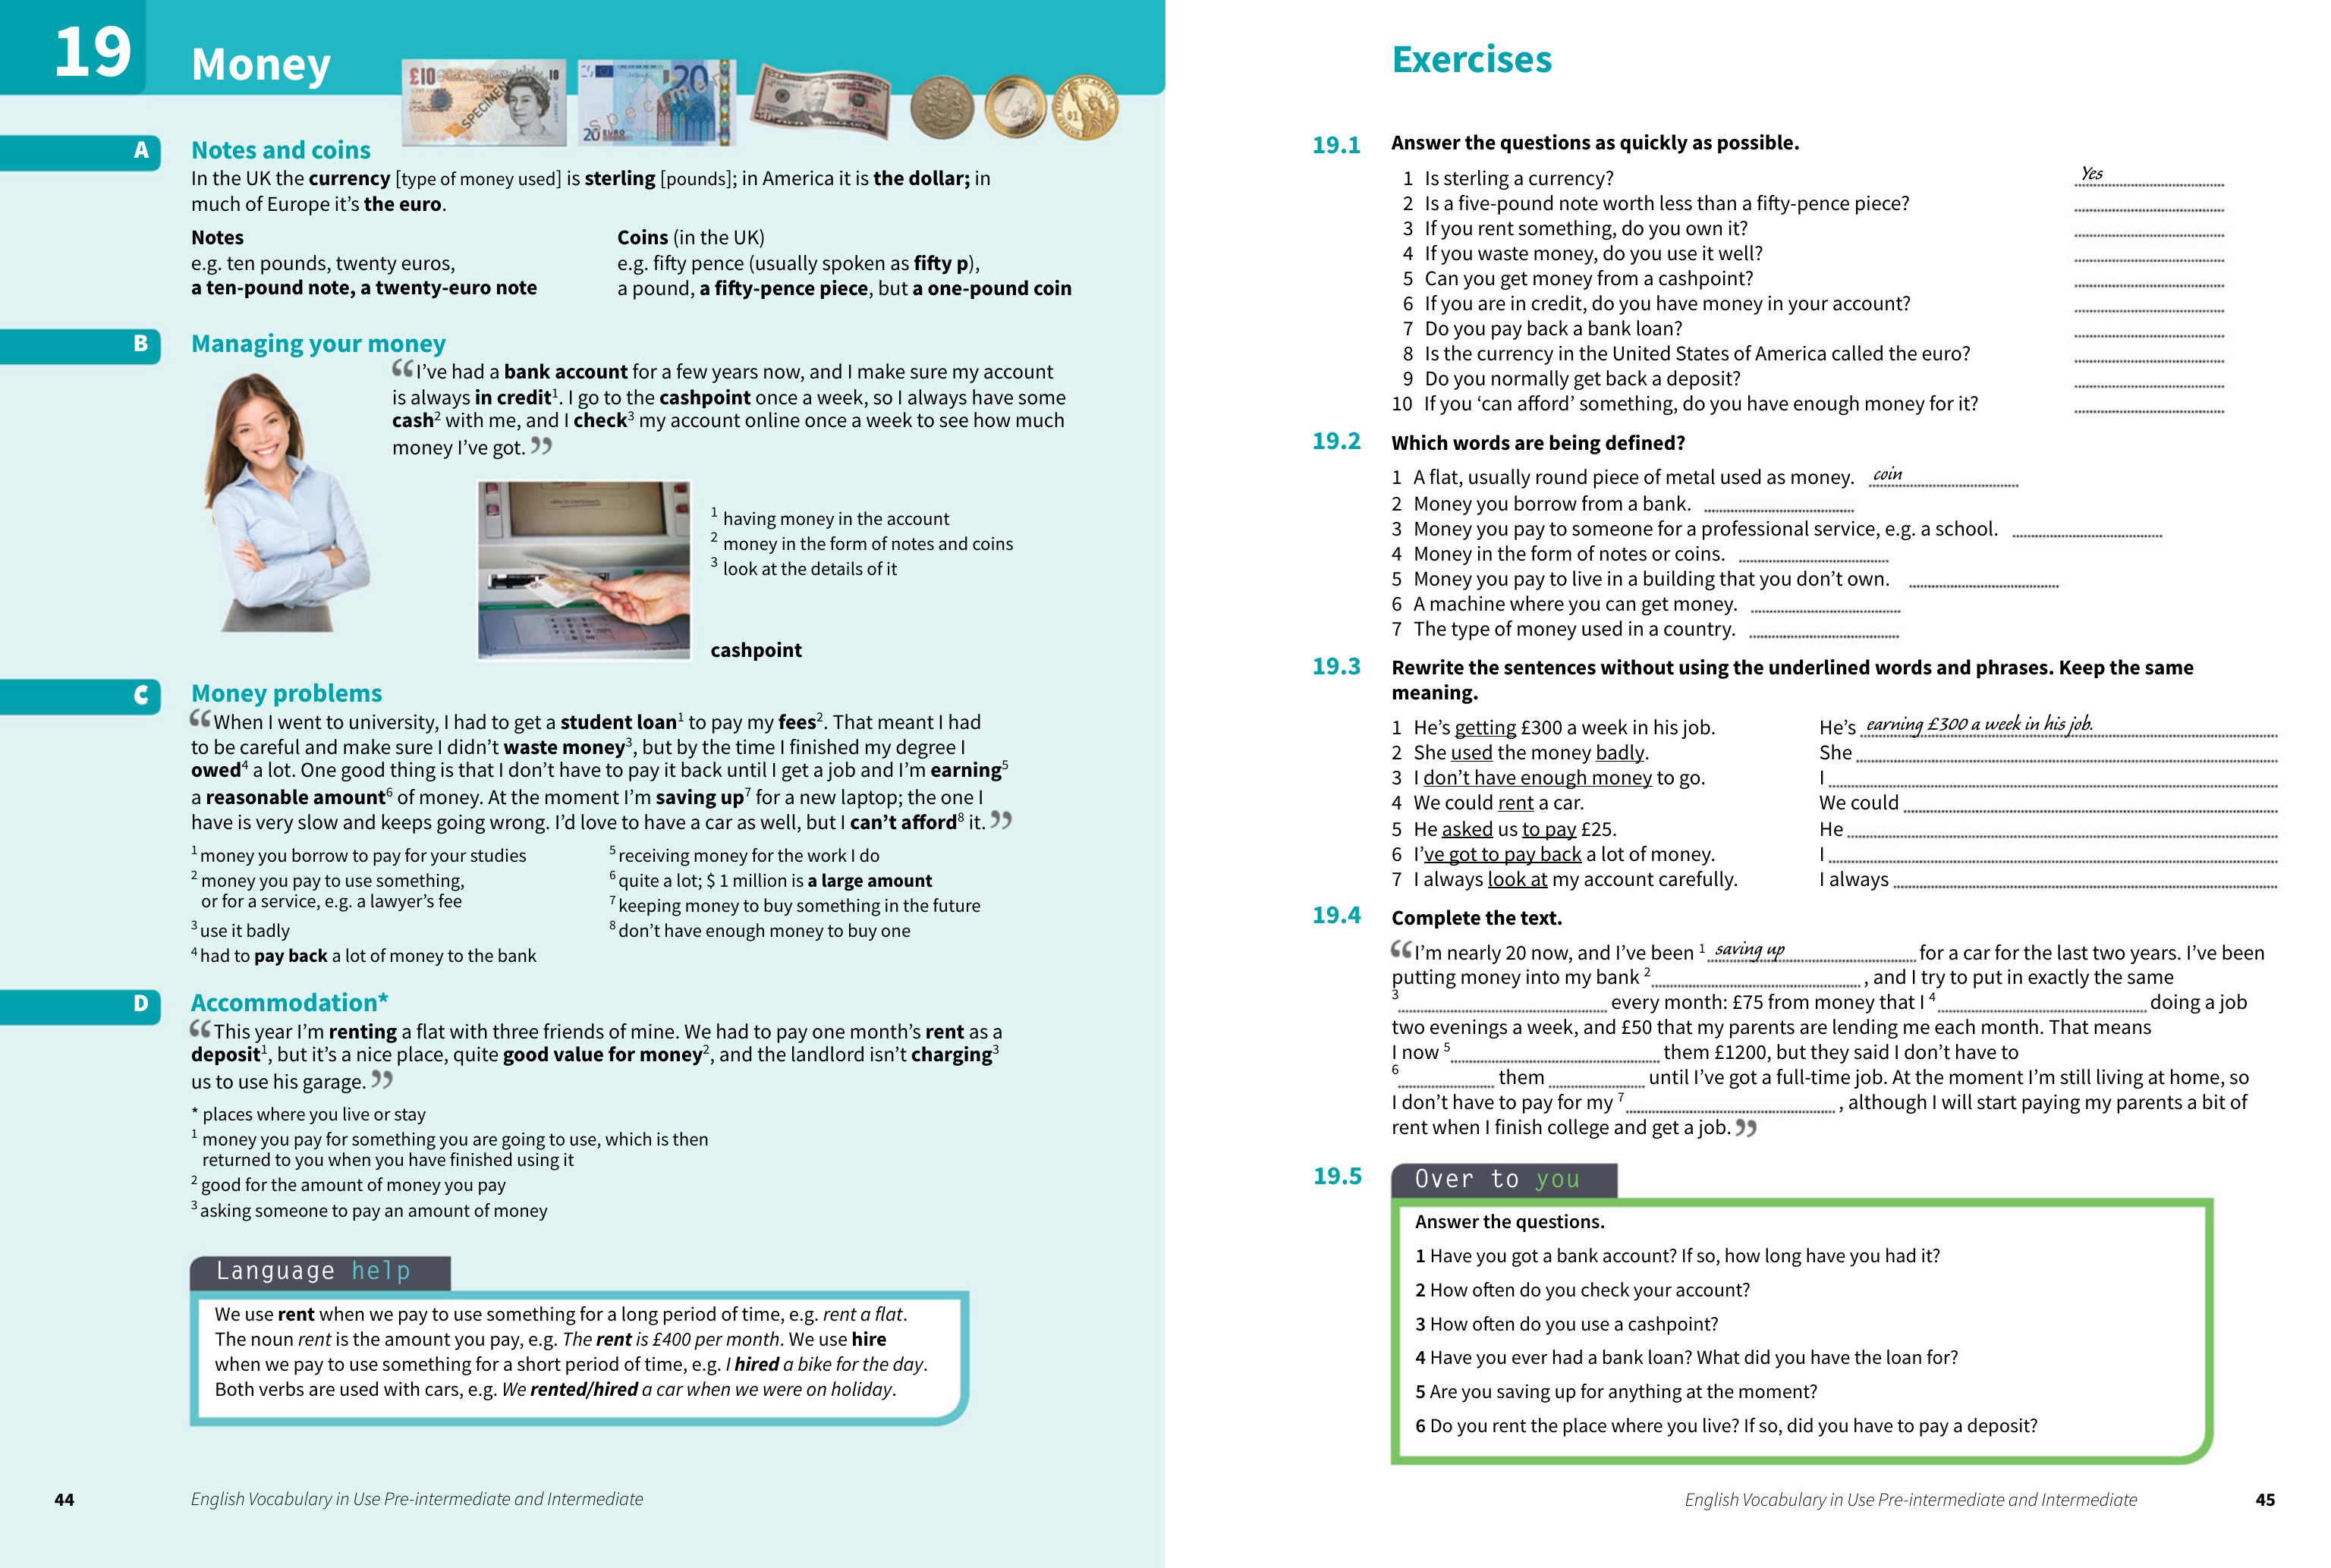 19
Money
£10
10
SPECIMEN
20
20 EURO
Specimen
$1
A
Notes and coins
In the UK the currency [type of money used] is sterling [pounds]; in America it is the dollar; in
much of Europe it's the euro.
Notes
e.g. ten pounds, twenty euros,
a ten-pound note, a twenty-euro note
Coins (in the UK)
e.g. fifty pence (usually spoken as fifty p),
a pound, a fifty-pence piece, but a one-pound coin
B
Managing your money
“I've had a bank account for a few years now, and I make sure my account
is always in credit¹. I go to the cashpoint once a week, so I always have some
cash² with me, and I check³ my account online once a week to see how much
money I've got.”
1 having money in the account
2 money in the form of notes and coins
3 look at the details of it
cashpoint
C
Money problems
“When I went to university, I had to get a student loan¹ to pay my fees². That meant I had
to be careful and make sure I didn't waste money³, but by the time I finished my degree I
owed⁴ a lot. One good thing is that I don't have to pay it back until I get a job and I'm earning⁵
a reasonable amount⁶ of money. At the moment I'm saving up⁷ for a new laptop; the one I
have is very slow and keeps going wrong. I'd love to have a car as well, but I can't afford⁸ it.”
1 money you borrow to pay for your studies
2 money you pay to use something,
or for a service, e.g. a lawyer's fee
3 use it badly
4 had to pay back a lot of money to the bank
5 receiving money for the work I do
6 quite a lot; $ 1 million is a large amount
7 keeping money to buy something in the future
8 don't have enough money to buy one
D
Accommodation*
“This year I'm renting a flat with three friends of mine. We had to pay one month's rent as a
deposit¹, but it's a nice place, quite good value for money², and the landlord isn't charging³
us to use his garage.”
* places where you live or stay
1 money you pay for something you are going to use, which is then
returned to you when you have finished using it
2 good for the amount of money you pay
3 asking someone to pay an amount of money
Language help
We use rent when we pay to use something for a long period of time, e.g. rent a flat.
The noun rent is the amount you pay, e.g. The rent is £400 per month. We use hire
when we pay to use something for a short period of time, e.g. I hired a bike for the day.
Both verbs are used with cars, e.g. We rented/hired a car when we were on holiday.
44 English Vocabulary in Use Pre-intermediate and Intermediate
Exercises
19.1 Answer the questions as quickly as possible.
1 Is sterling a currency? Yes
2 Is a five-pound note worth less than a fifty-pence piece?
3 If you rent something, do you own it?
4 If you waste money, do you use it well?
5 Can you get money from a cashpoint?
6 If you are in credit, do you have money in your account?
7 Do you pay back a bank loan?
8 Is the currency in the United States of America called the euro?
9 Do you normally get back a deposit?
10 If you ‘can afford’ something, do you have enough money for it?
19.2 Which words are being defined?
1 A flat, usually round piece of metal used as money. coin
2 Money you borrow from a bank.
3 Money you pay to someone for a professional service, e.g. a school.
4 Money in the form of notes or coins.
5 Money you pay to live in a building that you don't own.
6 A machine where you can get money.
7 The type of money used in a country.
19.3 Rewrite the sentences without using the underlined words and phrases. Keep the same
meaning.
1 He's getting £300 a week in his job. He's earning £300 a week in his job.
2 She used the money badly. She
3 I don't have enough money to go. I
4 We could rent a car. We could
5 He asked us to pay £25. He
6 I've got to pay back a lot of money. I
7 I always look at my account carefully. I always
19.4 Complete the text.
“I'm nearly 20 now, and I've been ¹ saving up for a car for the last two years. I've been
putting money into my bank ² , and I try to put in exactly the same
³ every month: £75 from money that I ⁴ doing a job
two evenings a week, and £50 that my parents are lending me each month. That means
I now ⁵ them £1200, but they said I don't have to
⁶ them until I've got a full-time job. At the moment I'm still living at home, so
I don't have to pay for my ⁷ , although I will start paying my parents a bit of
rent when I finish college and get a job.”
19.5 Over to you
Answer the questions.
1 Have you got a bank account? If so, how long have you had it?
2 How often do you check your account?
3 How often do you use a cashpoint?
4 Have you ever had a bank loan? What did you have the loan for?
5 Are you saving up for anything at the moment?
6 Do you rent the place where you live? If so, did you have to pay a deposit?
English Vocabulary in Use Pre-intermediate and Intermediate 45